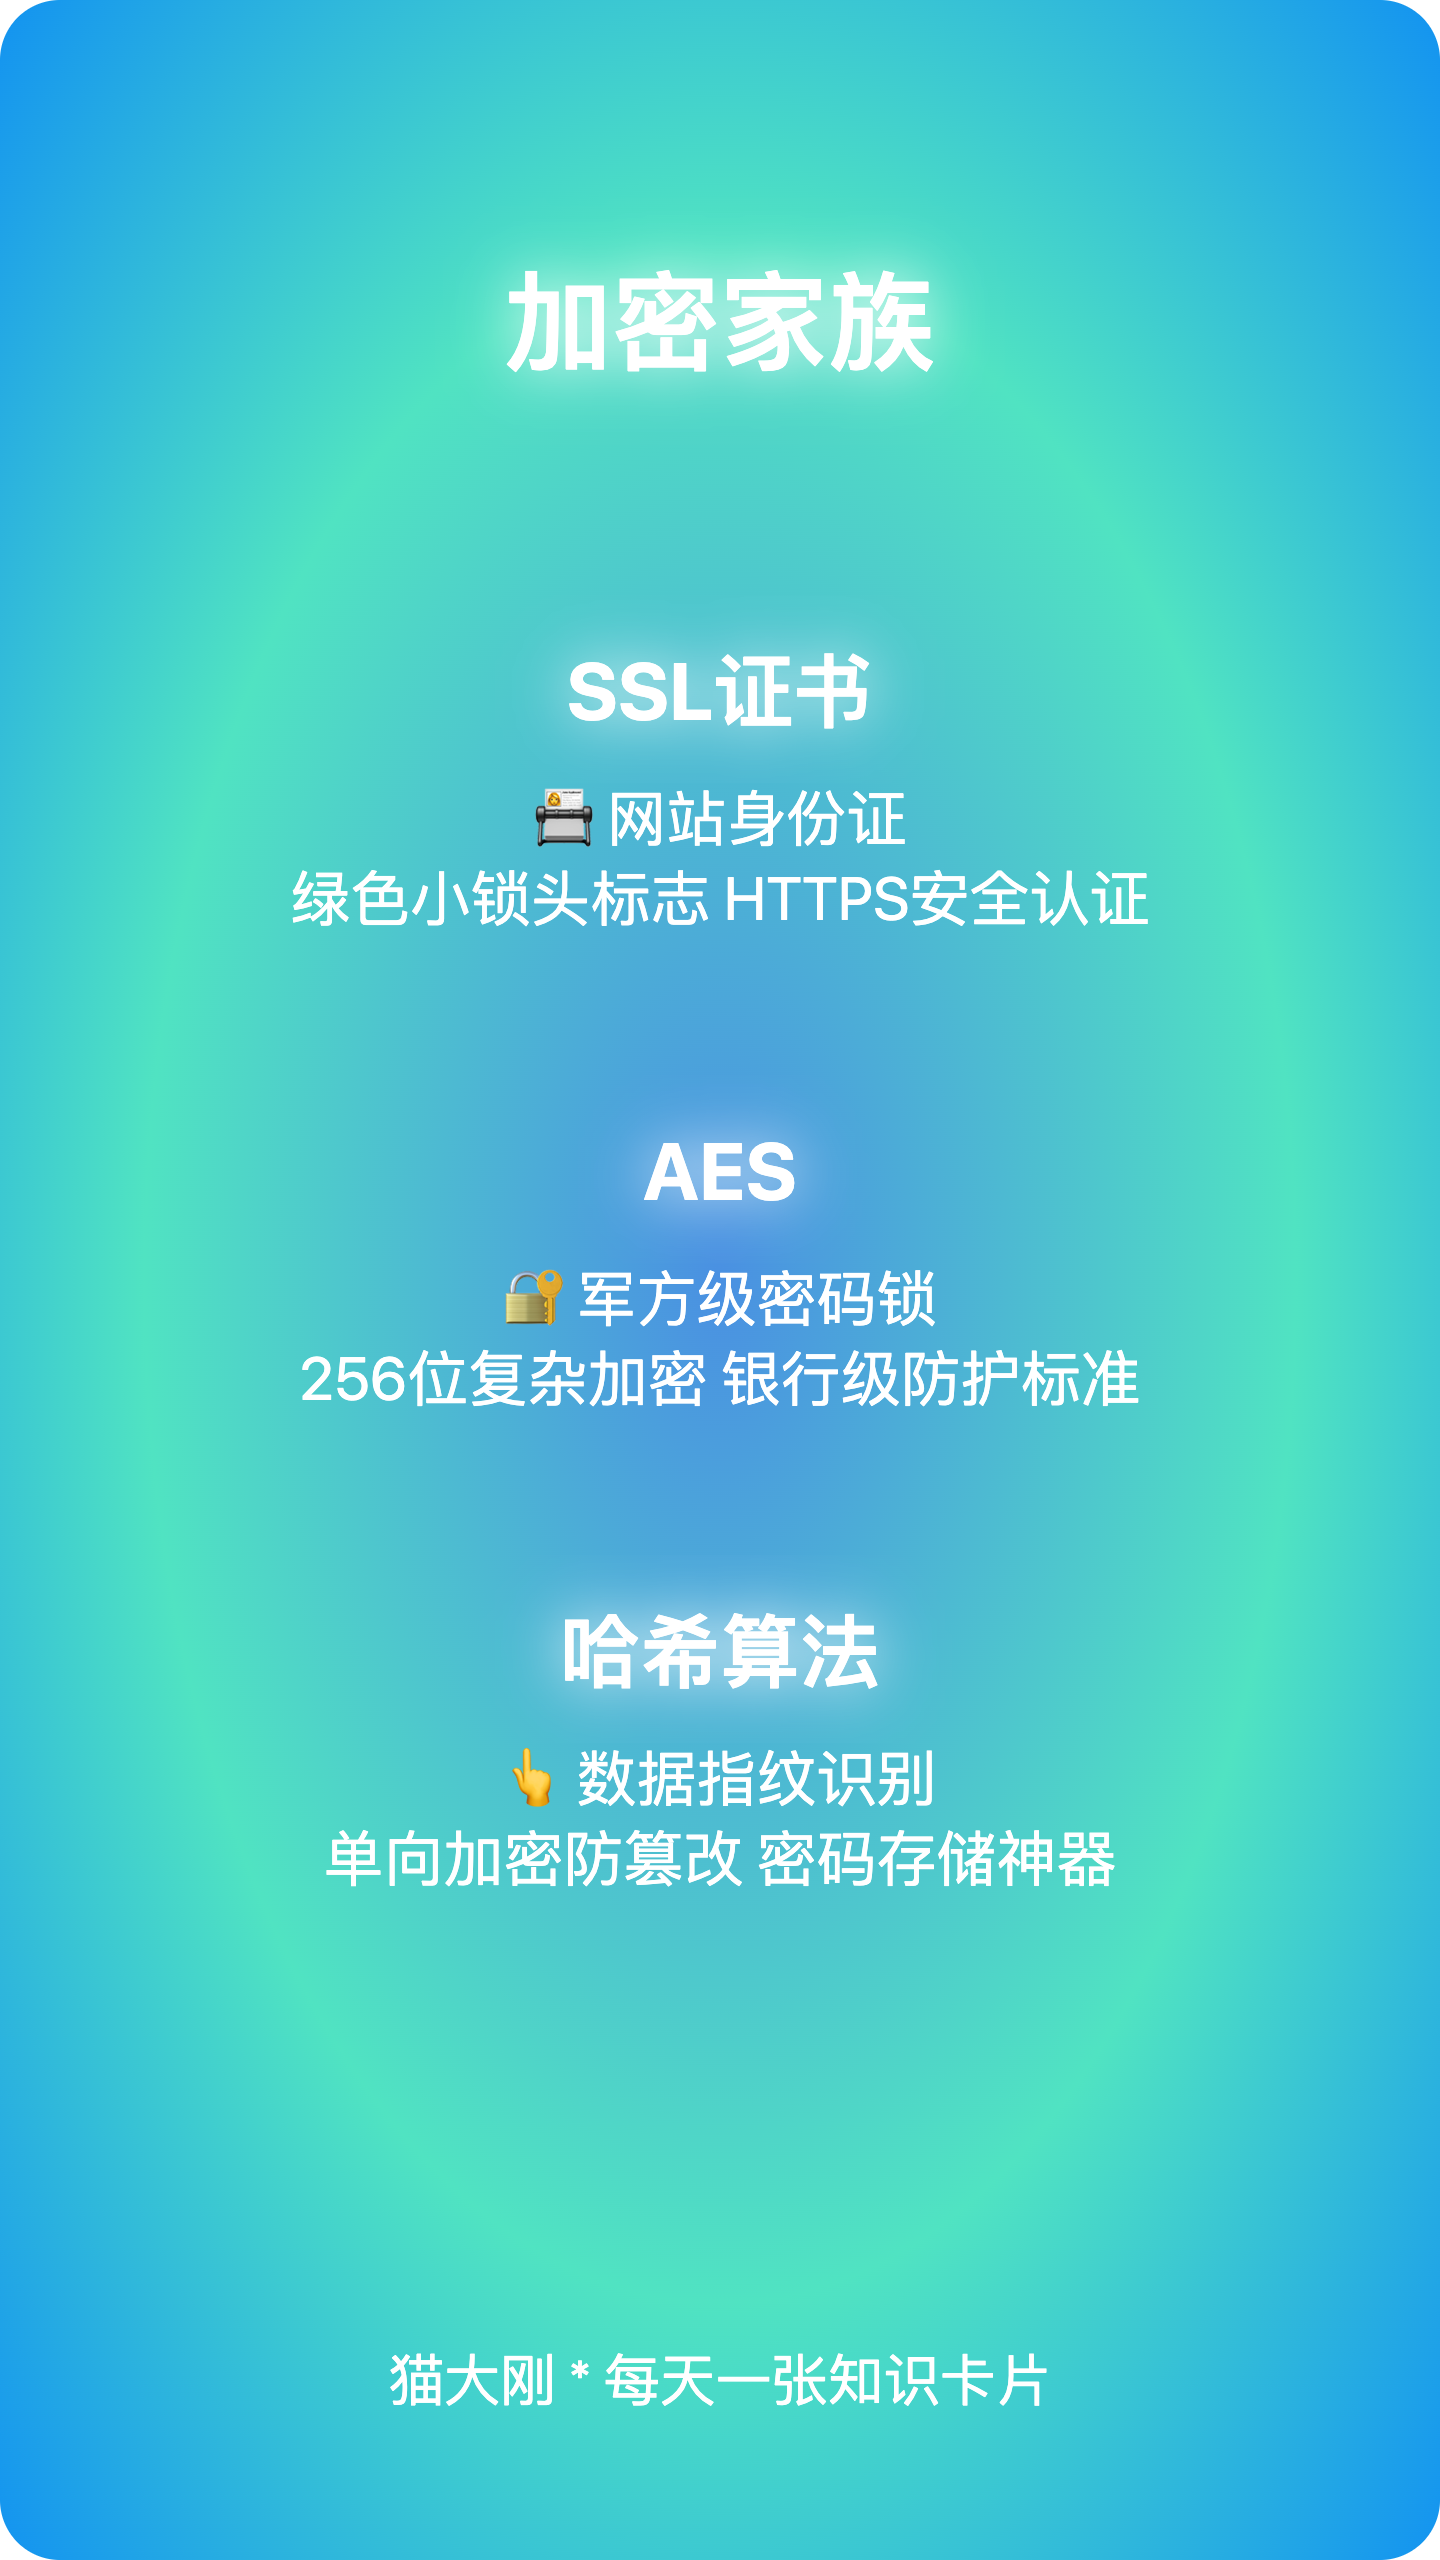 加密家族
SSL证书
📇 网站身份证
绿色小锁头标志 HTTPS安全认证
AES
🔐 军方级密码锁
256位复杂加密 银行级防护标准
哈希算法
👆 数据指纹识别
单向加密防篡改 密码存储神器
猫大刚 * 每天一张知识卡片